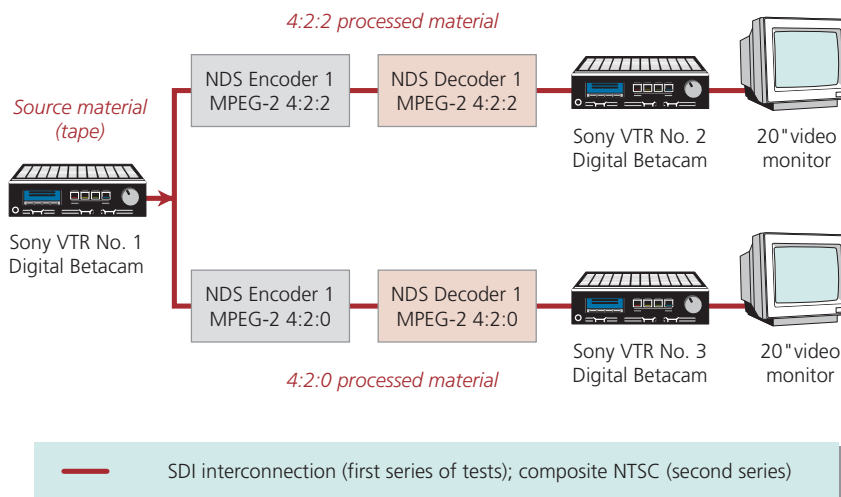 4:2:2 processed material
NDS Encoder 1
MPEG-2 4:2:2
NDS Decoder 1
MPEG-2 4:2:2
Source material
(tape)
Sony VTR No. 2
Digital Betacam
20"video
monitor
Sony VTR No. 1
Digital Betacam
NDS Encoder 1
MPEG-2 4:2:0
NDS Decoder 1
MPEG-2 4:2:0
Sony VTR No. 3
Digital Betacam
20"video
monitor
4:2:0 processed material
SDI interconnection (first series of tests); composite NTSC (second series)